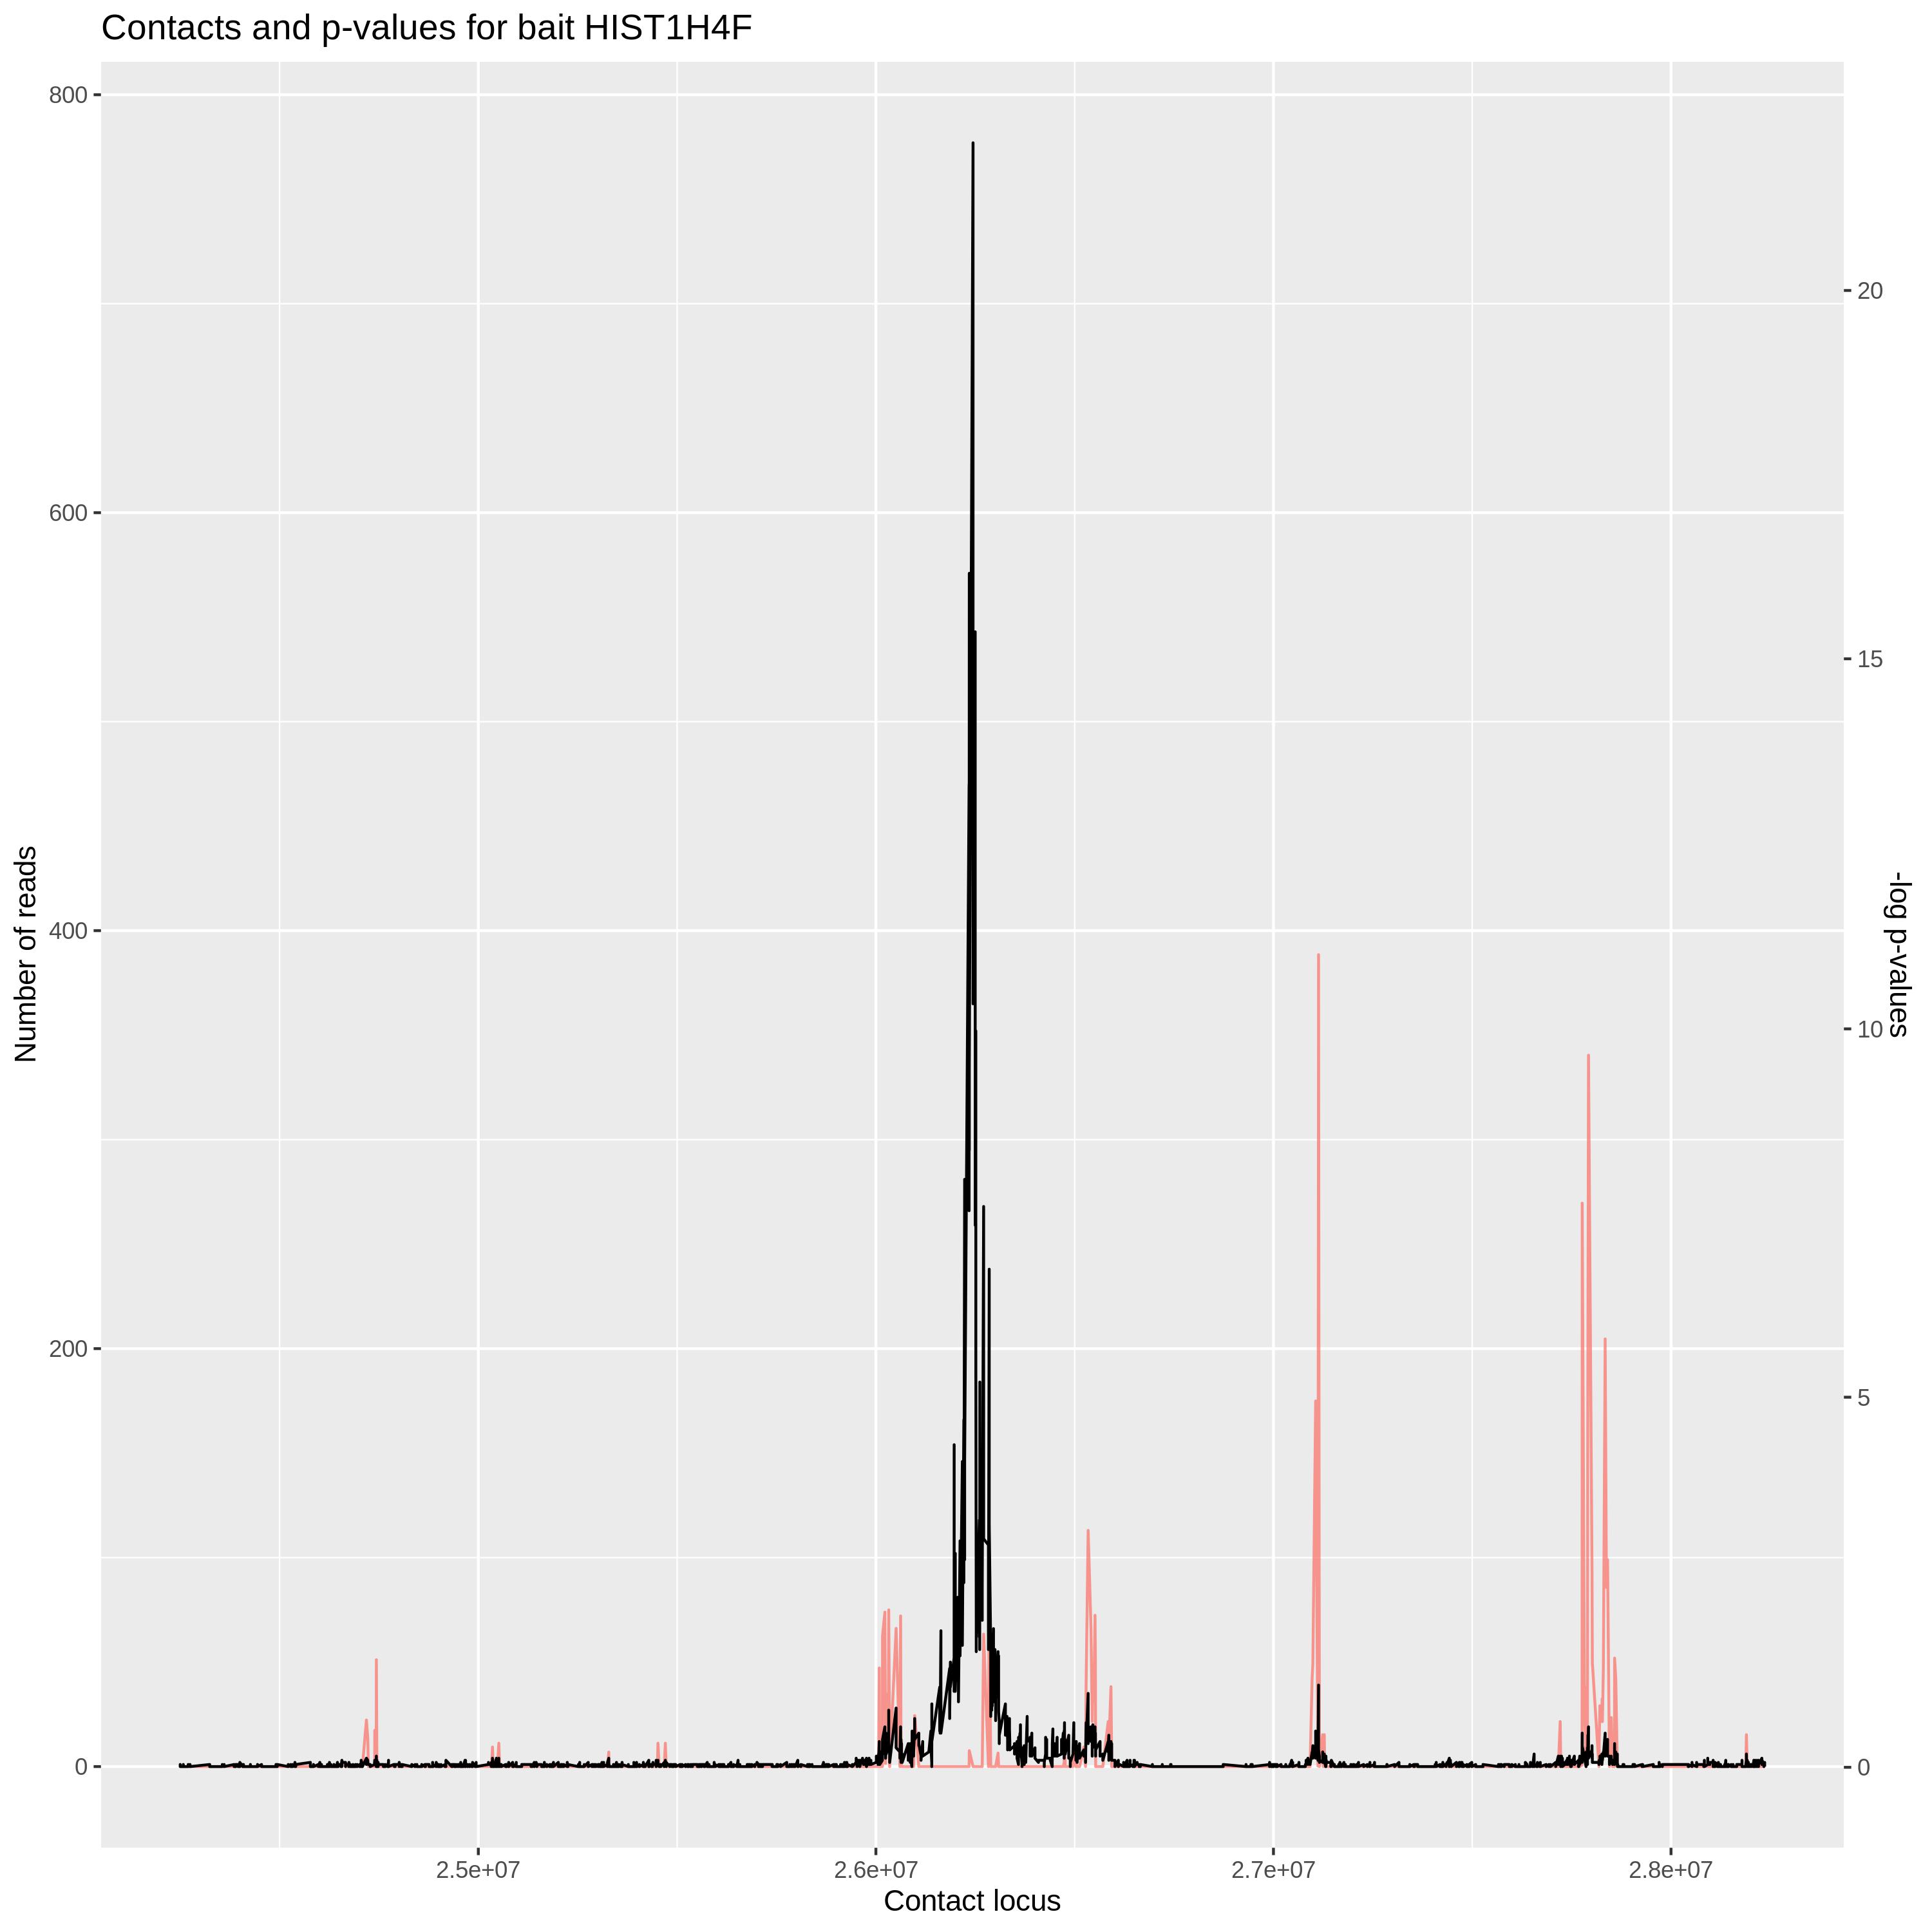 Contacts and p-values for bait HIST1H4F
800
600
400
200
0
Number of reads
20
15
10
5
0
-log p-values
2.5e+07
2.6e+07
2.7e+07
2.8e+07
Contact locus